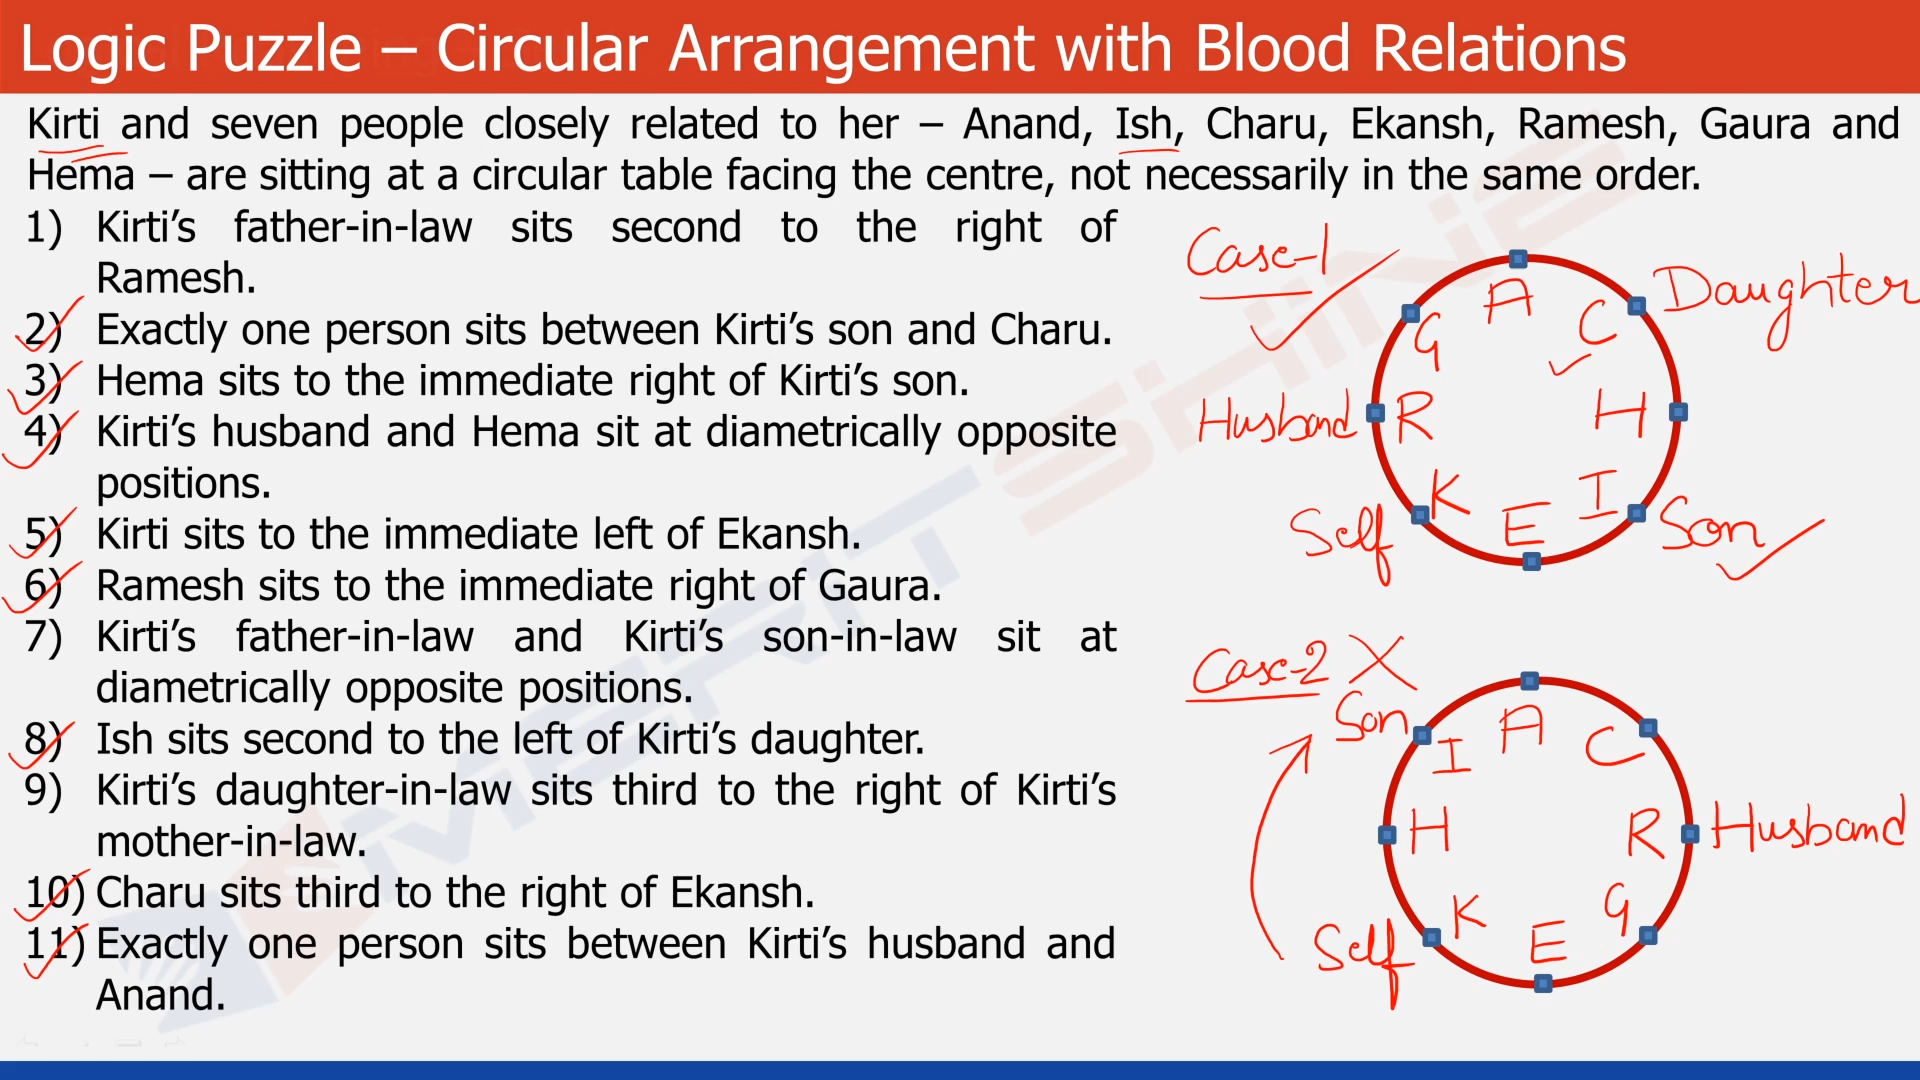 Logic Puzzle – Circular Arrangement with Blood Relations
Kirti and seven people closely related to her – Anand, Ish, Charu, Ekansh, Ramesh, Gaura and
Hema – are sitting at a circular table facing the centre, not necessarily in the same order.
1) Kirti’s father-in-law sits second to the right of
Ramesh.
2) Exactly one person sits between Kirti’s son and Charu.
3) Hema sits to the immediate right of Kirti’s son.
4) Kirti’s husband and Hema sit at diametrically opposite
positions.
5) Kirti sits to the immediate left of Ekansh.
6) Ramesh sits to the immediate right of Gaura.
7) Kirti’s father-in-law and Kirti’s son-in-law sit at
diametrically opposite positions.
8) Ish sits second to the left of Kirti’s daughter.
9) Kirti’s daughter-in-law sits third to the right of Kirti’s
mother-in-law.
10) Charu sits third to the right of Ekansh.
11) Exactly one person sits between Kirti’s husband and
Anand.
Case-1
A
G C Daughter
Husband R H
Self K E I Son
Case-2
Son I A C
H R Husband
Self K E G
MERITSHINE